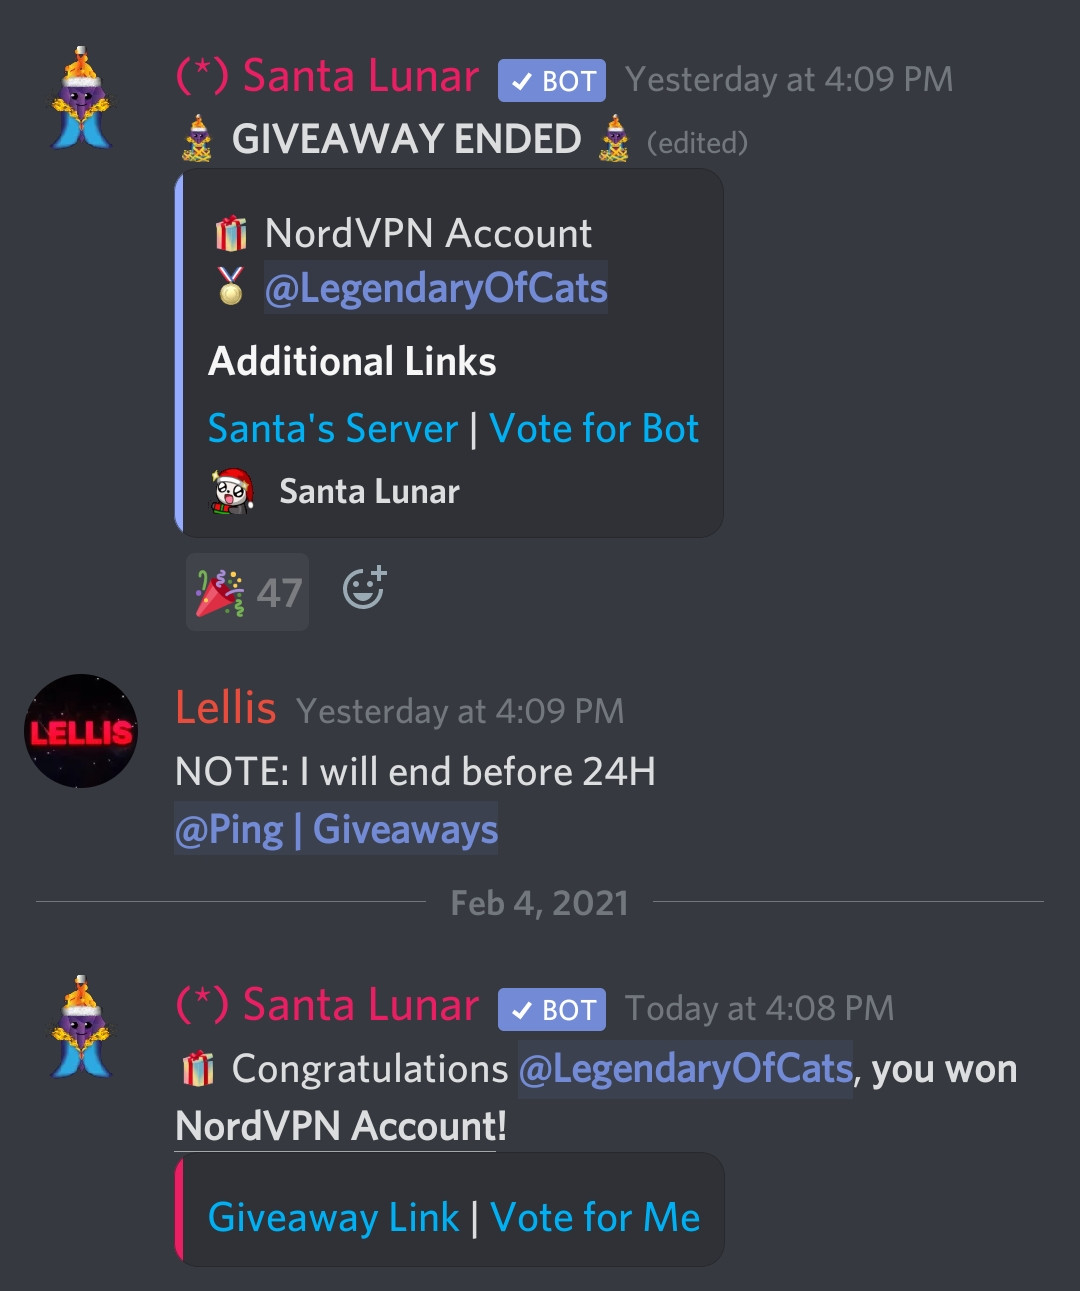 (*) Santa Lunar ✓ BOT Yesterday at 4:09 PM
GIVEAWAY ENDED (edited)
NordVPN Account
@LegendaryOfCats
Additional Links
Santa's Server | Vote for Bot
Santa Lunar
47
Lellis Yesterday at 4:09 PM
LELLIS
NOTE: I will end before 24H
@Ping | Giveaways
Feb 4, 2021
(*) Santa Lunar ✓ BOT Today at 4:08 PM
Congratulations @LegendaryOfCats, you won
NordVPN Account!
Giveaway Link | Vote for Me